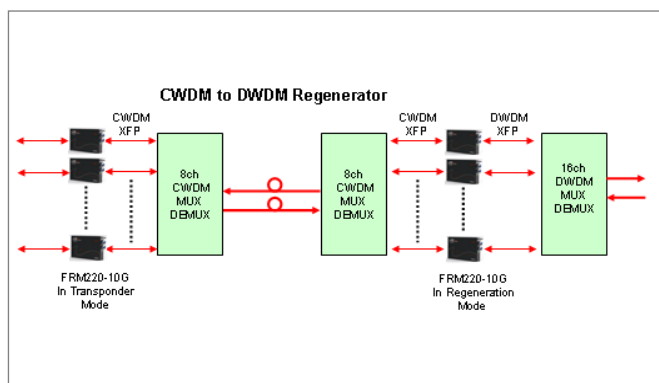 CWDM to DWDM Regenerator
CWDM
XFP
8ch
CWDM
MUX
DEMUX
8ch
CWDM
MUX
DEMUX
CWDM
XFP
DWDM
XFP
16ch
DWDM
MUX
DEMUX
FRM220-10G
In Transponder
Mode
FRM220-10G
In Regeneration
Mode